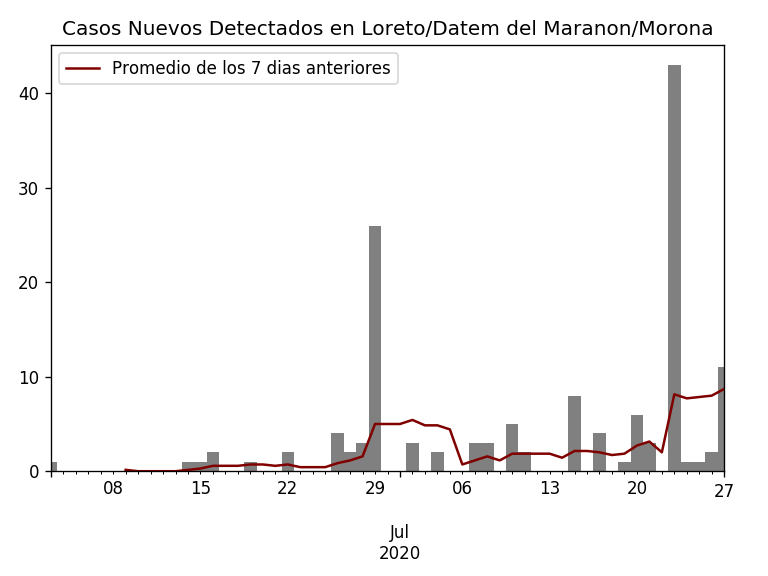 Casos Nuevos Detectados en Loreto/Datem del Maranon/Morona
Promedio de los 7 dias anteriores
40
30
20
10
0
08 15 22 29 06 13 20 27
Jul
2020